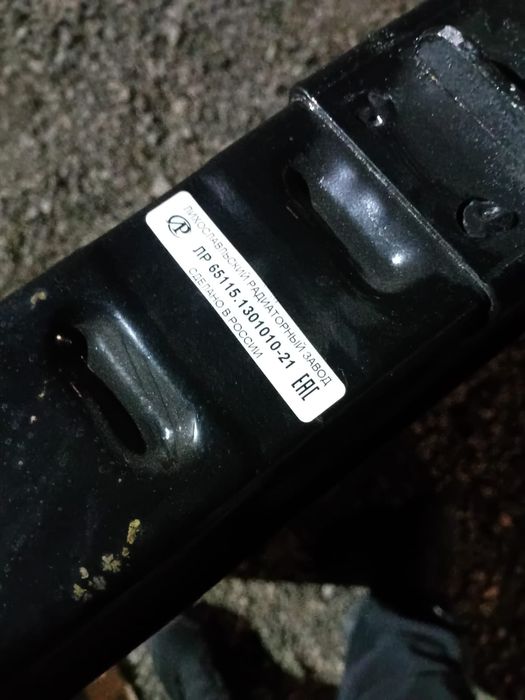 ЛИХОСЛАВЛЬСКИЙ РАДИАТОРНЫЙ ЗАВОД
ЛР 65115.1301010-21
СДЕЛАНО В РОССИИ
EAC